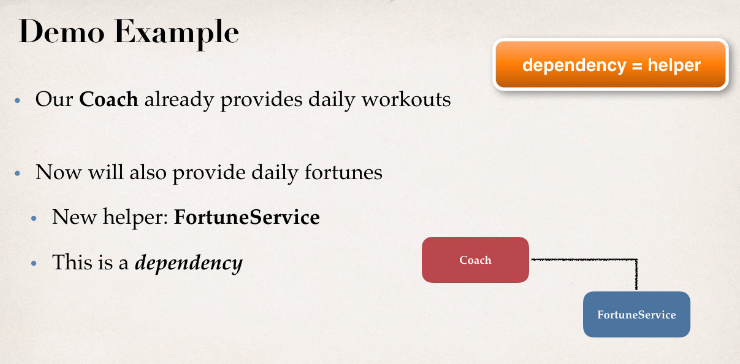 Demo Example
dependency = helper
Our Coach already provides daily workouts
Now will also provide daily fortunes
New helper: FortuneService
This is a dependency
Coach
FortuneService